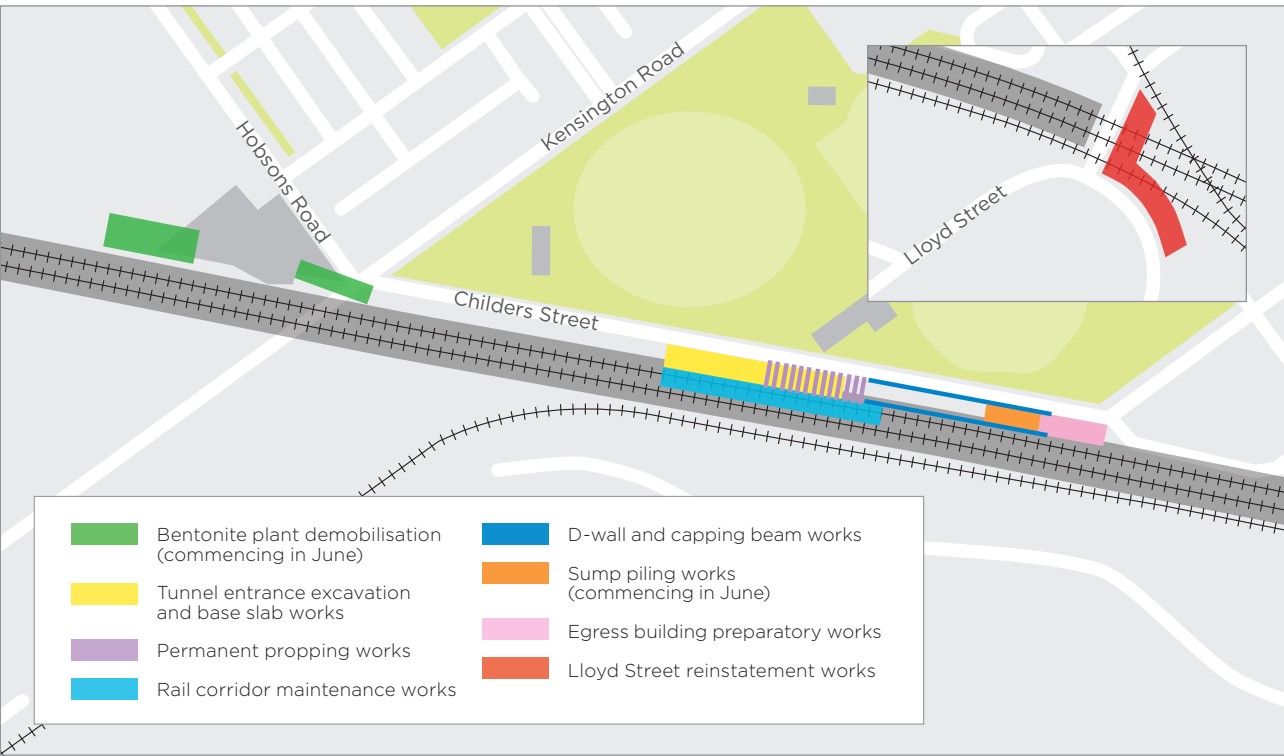 Hobsons Road
Kensington Road
Childers Street
Lloyd Street
Bentonite plant demobilisation
(commencing in June)
Tunnel entrance excavation
and base slab works
Permanent propping works
Rail corridor maintenance works
D-wall and capping beam works
Sump piling works
(commencing in June)
Egress building preparatory works
Lloyd Street reinstatement works